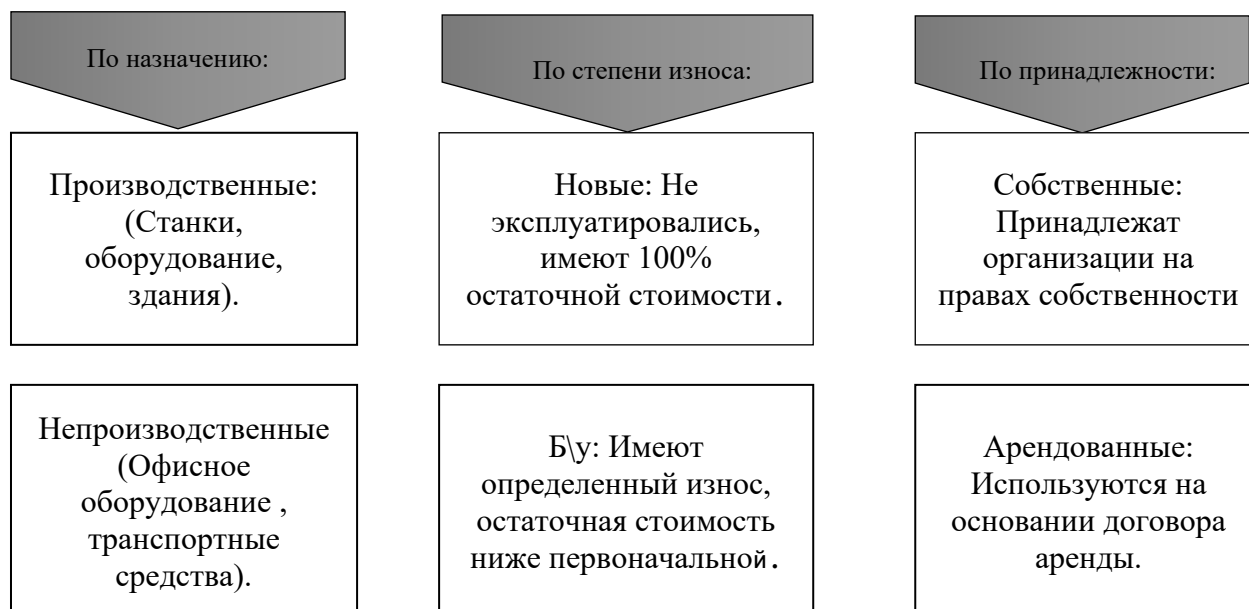 По назначению:
Производственные:
(Станки,
оборудование,
здания).
Непроизводственные
(Офисное
оборудование ,
транспортные
средства).
По степени износа:
Новые: Не
эксплуатировались,
имеют 100%
остаточной стоимости.
Б\у: Имеют
определенный износ,
остаточная стоимость
ниже первоначальной.
По принадлежности:
Собственные:
Принадлежат
организации на
правах собственности
Арендованные:
Используются на
основании договора
аренды.